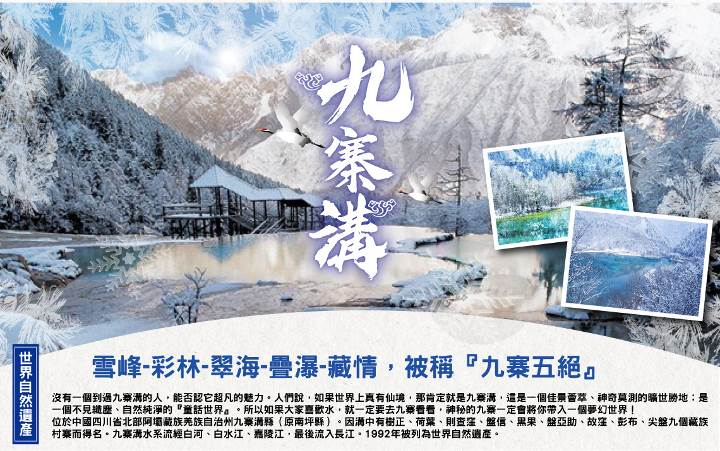 九寨溝
雪峰-彩林-翠海-疊瀑-藏情，被稱『九寨五絕』
世界自然遺產
沒有一個到過九寨溝的人，能否認它超凡的魅力。人們說，如果世界上真有仙境，那肯定就是九寨溝，這是一個佳景薈萃、神奇莫測的曠世勝地：是
一個不見纖塵、自然純淨的『童話世界』。所以如果大家喜歡水，就一定要去九寨看看，神秘的九寨一定會將你帶入一個夢幻世界！
位於中國四川省北部阿壩藏族羌族自治州九寨溝縣（原南坪縣）。因溝中有樹正、荷葉、則查窪、盤信、黑果、盤亞助、故窪、彭布、尖盤九個藏族
村寨而得名。九寨溝水系流經白河、白水江、嘉陵江，最後流入長江。1992年被列為世界自然遺產。